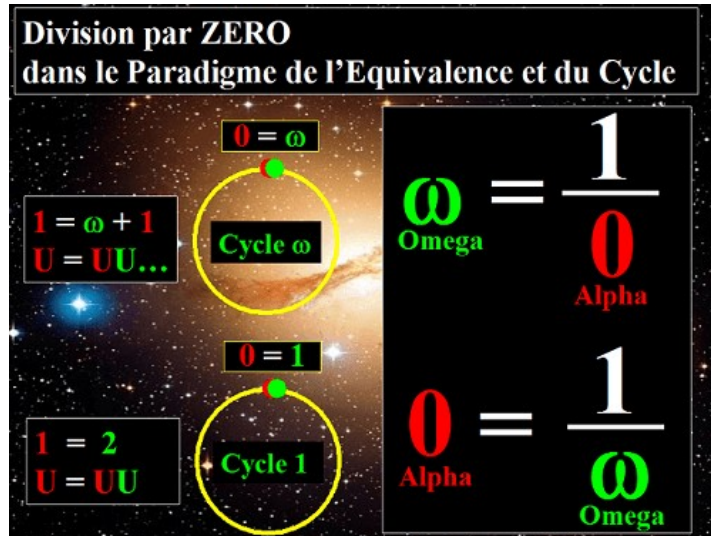 Division par ZERO
dans le Paradigme de l'Equivalence et du Cycle
0 = ω
1 = ω + 1
U = UU...
Cycle ω
0 = 1
1 = 2
U = UU
Cycle 1
ω = 1
0
Omega
Alpha
0 = 1
ω
Alpha
Omega